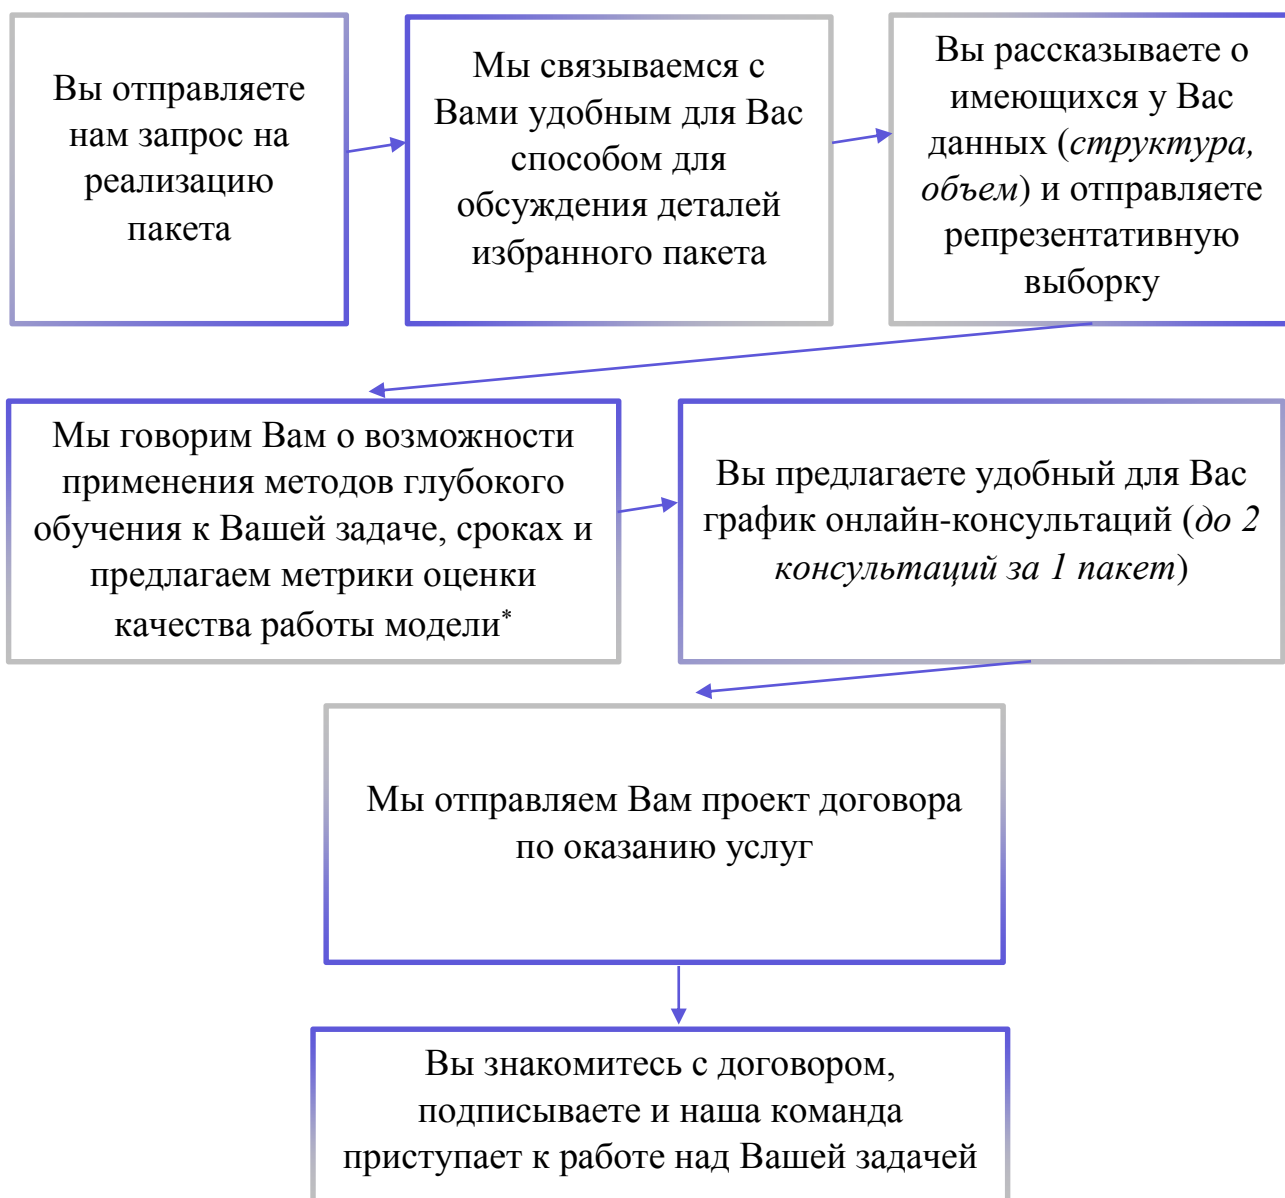 Вы отправляете
нам запрос на
реализацию
пакета
Мы связываемся с
Вами удобным для Вас
способом для
обсуждения деталей
избранного пакета
Вы рассказываете о
имеющихся у Вас
данных (структура,
объем) и отправляете
репрезентативную
выборку
Мы говорим Вам о возможности
применения методов глубокого
обучения к Вашей задаче, сроках и
предлагаем метрики оценки
качества работы модели*
Вы предлагаете удобный для Вас
график онлайн-консультаций (до 2
консультаций за 1 пакет)
Мы отправляем Вам проект договора
по оказанию услуг
Вы знакомитесь с договором,
подписываете и наша команда
приступает к работе над Вашей задачей